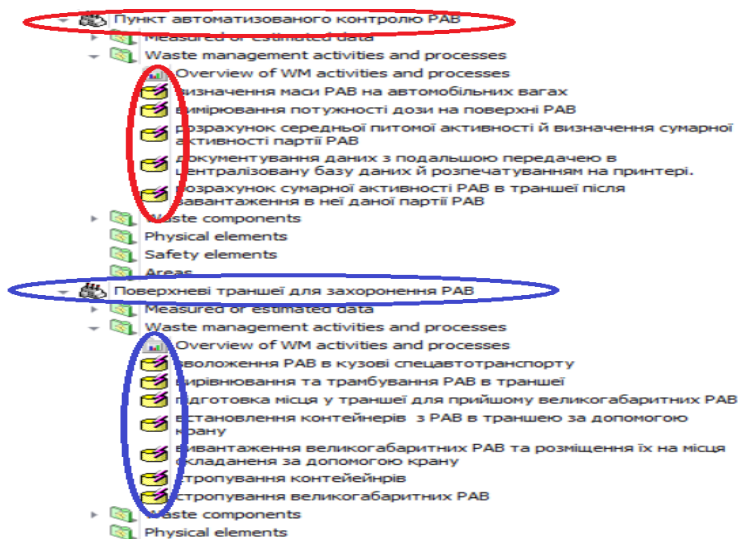 Пункт автоматизованого контролю РАВ
Measured or estimated data
Waste management activities and processes
Overview of WM activities and processes
визначення маси РАВ на автомобільних вагах
вимірювання потужності дози на поверхні РАВ
розрахунок середньої питомої активності й визначення сумарної
активності партії РАВ
документування даних з подальшою передачею в
централізовану базу даних й розпечатуванням на принтері.
розрахунок сумарної активності РАВ в траншеї після
завантаження в неї даної партії РАВ
Waste components
Physical elements
Safety elements
Areas
Поверхневі траншеї для захоронення РАВ
Measured or estimated data
Waste management activities and processes
Overview of WM activities and processes
зволоження РАВ в кузові спецавтотранспорту
вирівнювання та трамбування РАВ в траншеї
підготовка місця у траншеї для прийшому великогабаритних РАВ
встановлення контейнерів з РАВ в траншею за допомогою
крану
вивантаження великогабаритних РАВ та розміщення їх на місця
складаненя за допомогою крану
стропування контейейнрів
стропування великогабаритних РАВ
Waste components
Physical elements